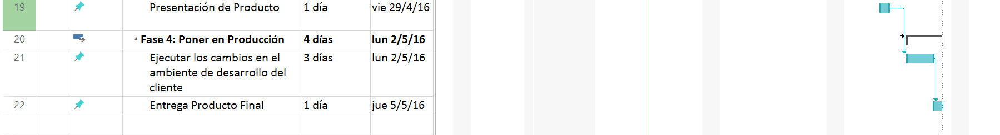 19 Presentación de Producto 1 día vie 29/4/16
20 Fase 4: Poner en Producción 4 días lun 2/5/16
21 Ejecutar los cambios en el 3 días lun 2/5/16
ambiente de desarrollo del
cliente
22 Entrega Producto Final 1 día jue 5/5/16